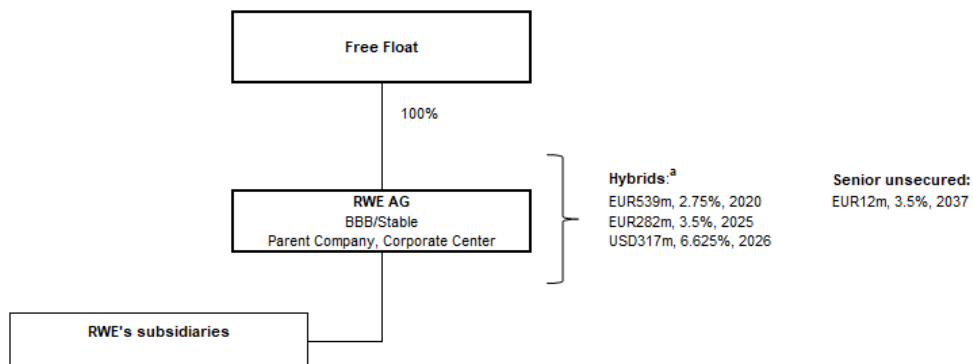 Free Float
100%
RWE AG
BBB/Stable
Parent Company, Corporate Center
Hybrids:a
EUR539m, 2.75%, 2020
EUR282m, 3.5%, 2025
USD317m, 6.625%, 2026
Senior unsecured:
EUR12m, 3.5%, 2037
RWE's subsidiaries